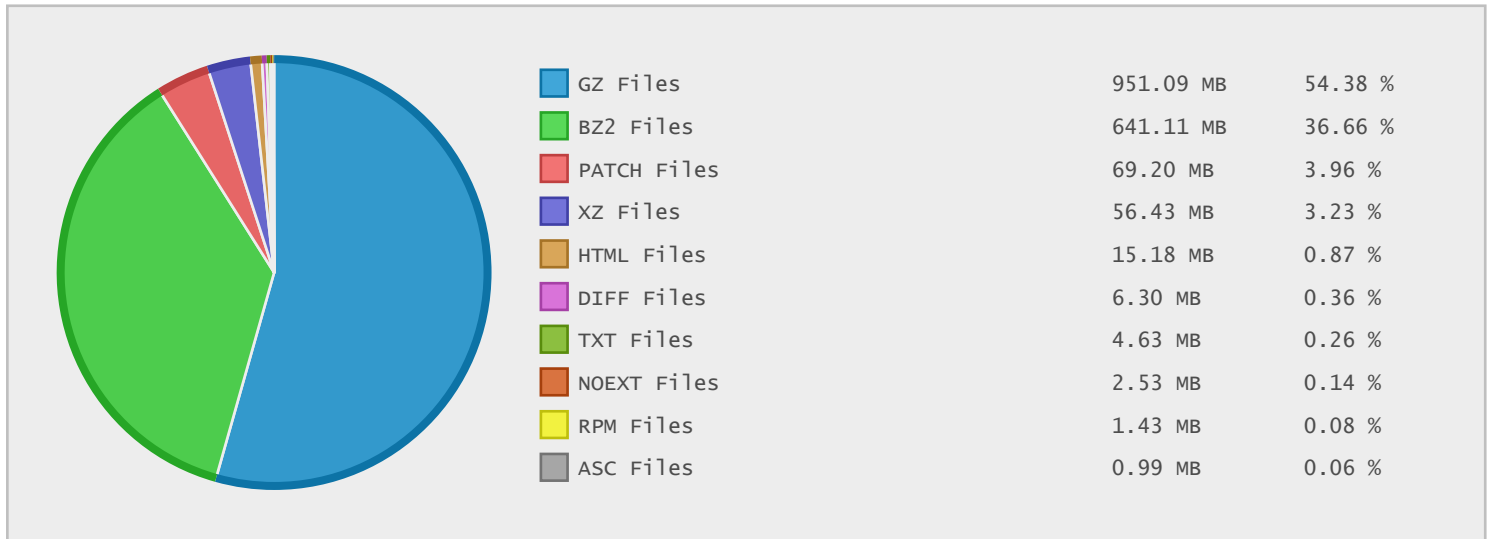 GZ Files 951.09 MB 54.38 %
BZ2 Files 641.11 MB 36.66 %
PATCH Files 69.20 MB 3.96 %
XZ Files 56.43 MB 3.23 %
HTML Files 15.18 MB 0.87 %
DIFF Files 6.30 MB 0.36 %
TXT Files 4.63 MB 0.26 %
NOEXT Files 2.53 MB 0.14 %
RPM Files 1.43 MB 0.08 %
ASC Files 0.99 MB 0.06 %